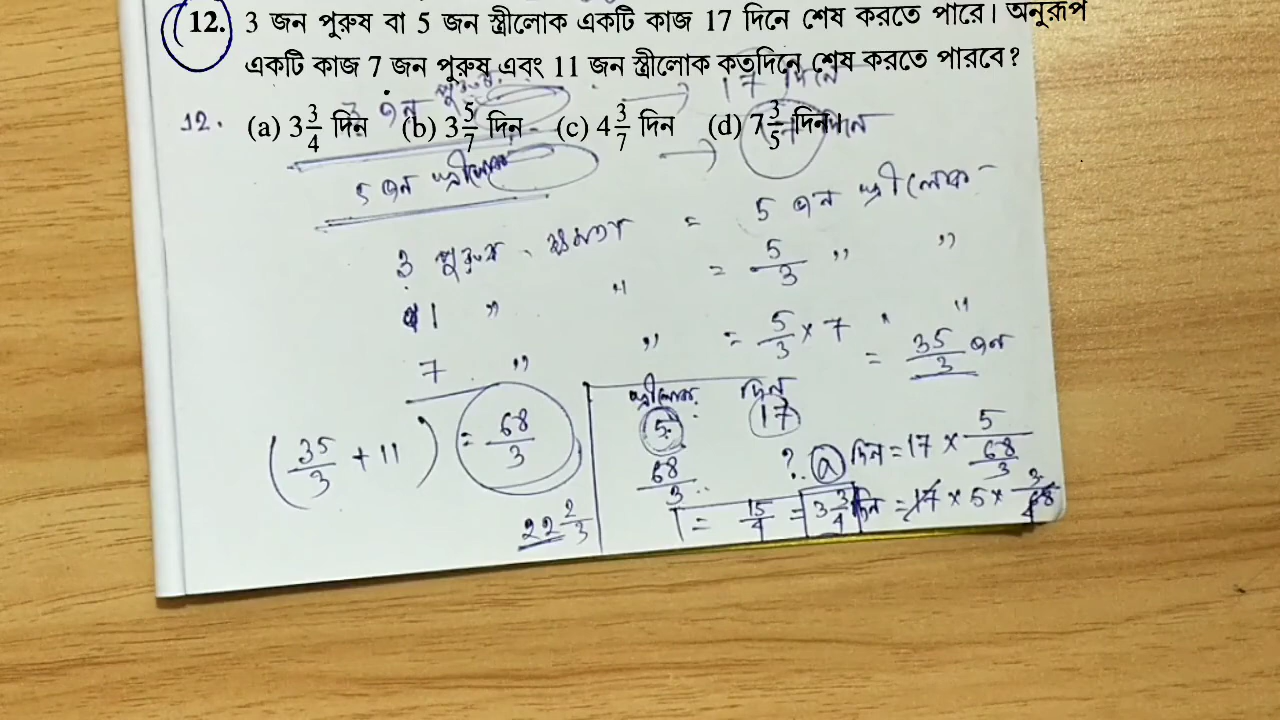 12. 3 জন পুরুষ বা 5 জন স্ত্রীলোক একটি কাজ 17 দিনে শেষ করতে পারে। অনুরূপ
একটি কাজ 7 জন পুরুষ এবং 11 জন স্ত্রীলোক কতদিনে শেষ করতে পারবে?
জন পুরুষ → 17 দিনে
12. (a) 3 3/4 দিন (b) 3 5/7 দিন (c) 4 3/7 দিন (d) 7 3/5 দিন।
5 জন স্ত্রীলোক →
3 পুরুষ ক্ষমতা = 5 জন স্ত্রীলোক
1 " " = 5/3 " "
7 " " = 5/3 × 7 " " = 35/3 জন
(35/3 + 11) = 68/3
22 2/3
স্ত্রীলোক দিন
5 17
68/3 ? (a) দিন = 17 × 5/(68/3)
= 15/4 = 3 3/4 দিন = 17 × 5 × 3/68 4